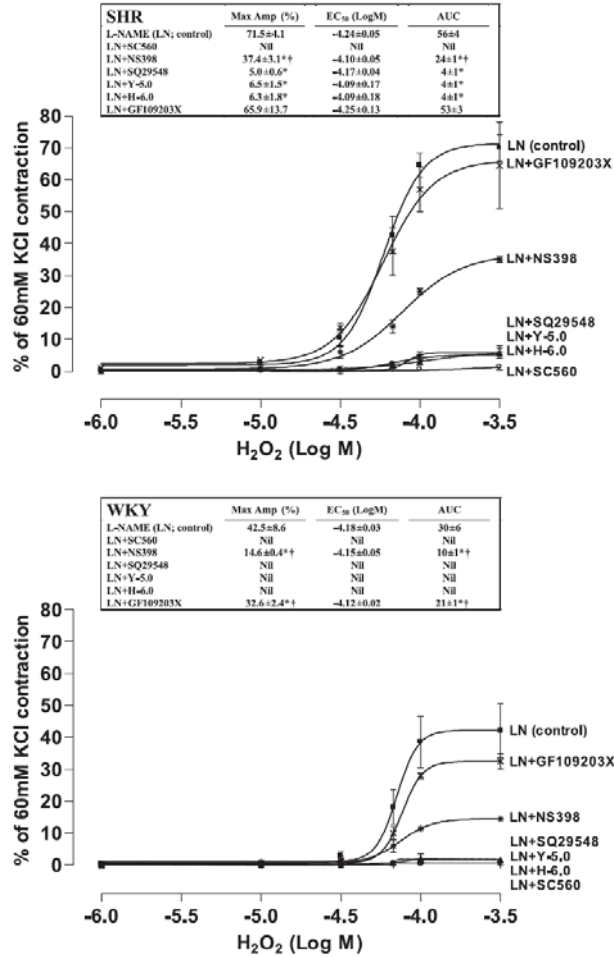 SHR Max Amp (%) EC50 (LogM) AUC
L-NAME (LN; control) 71.5±4.1 -4.24±0.05 56±4
LN+SC560 Nil Nil Nil
LN+NS398 37.4±3.1*† -4.10±0.05 24±1*†
LN+SQ29548 5.0±0.6* -4.17±0.04 4±1*
LN+Y-5.0 6.5±1.5* -4.09±0.17 4±1*
LN+H-6.0 6.3±1.8* -4.09±0.18 4±1*
LN+GF109203X 65.9±13.7 -4.25±0.13 53±3
% of 60mM KCl contraction
80
70
60
50
40
30
20
10
0
LN (control)
LN+GF109203X
LN+NS398
LN+SQ29548
LN+Y-5.0
LN+H-6.0
LN+SC560
-6.0 -5.5 -5.0 -4.5 -4.0 -3.5
H2O2 (Log M)
WKY Max Amp (%) EC50 (LogM) AUC
L-NAME (LN; control) 42.5±8.6 -4.18±0.03 30±6
LN+SC560 Nil Nil Nil
LN+NS398 14.6±0.4*† -4.15±0.05 10±1*†
LN+SQ29548 Nil Nil Nil
LN+Y-5.0 Nil Nil Nil
LN+H-6.0 Nil Nil Nil
LN+GF109203X 32.6±2.4*† -4.12±0.02 21±1*†
% of 60mM KCl contraction
80
70
60
50
40
30
20
10
0
LN (control)
LN+GF109203X
LN+NS398
LN+SQ29548
LN+Y-5.0
LN+H-6.0
LN+SC560
-6.0 -5.5 -5.0 -4.5 -4.0 -3.5
H2O2 (Log M)